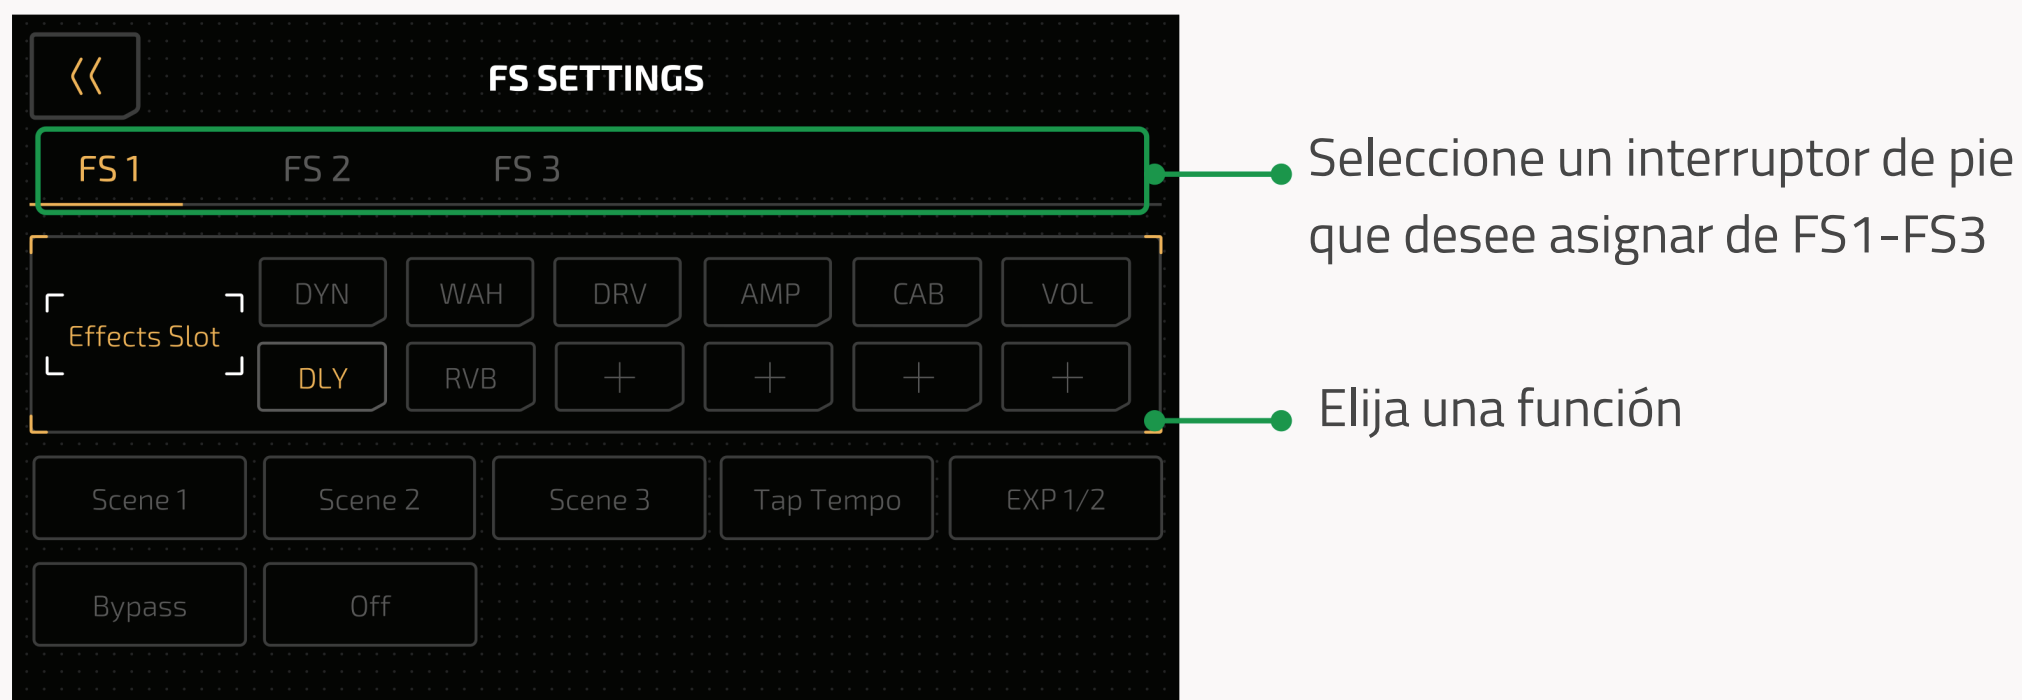 FS SETTINGS
FS 1 FS 2 FS 3
Seleccione un interruptor de pie
que desee asignar de FS1-FS3
Effects Slot
DYN WAH DRV AMP CAB VOL
DLY RVB + + + +
Elija una función
Scene 1 Scene 2 Scene 3 Tap Tempo EXP 1/2
Bypass Off